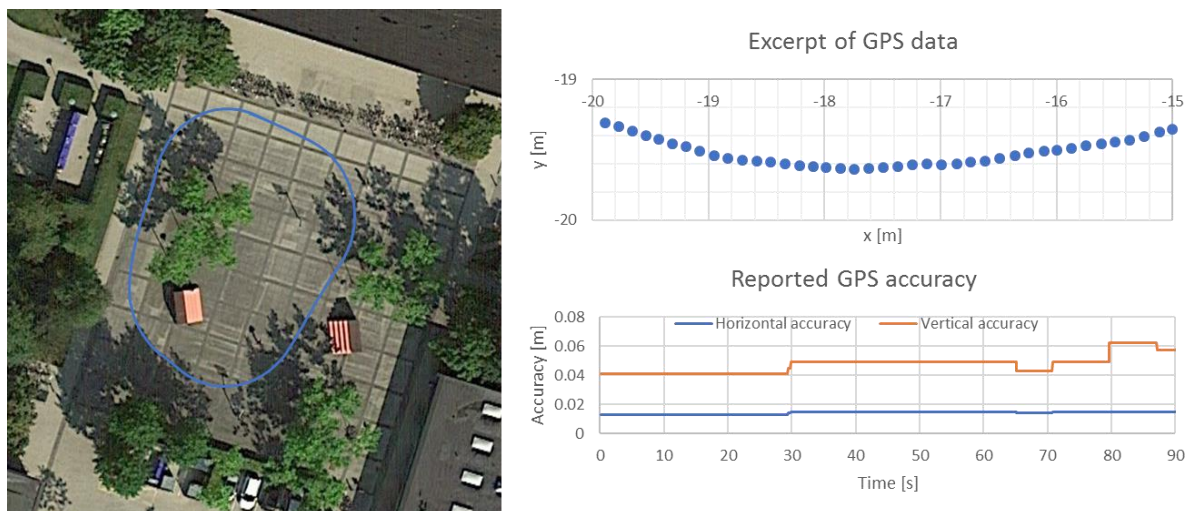 Excerpt of GPS data
-19
-20 -19 -18 -17 -16 -15
y [m]
-20
x [m]
Reported GPS accuracy
0.08
Horizontal accuracy Vertical accuracy
0.06
0.04
0.02
0
Accuracy [m]
0 10 20 30 40 50 60 70 80 90
Time [s]